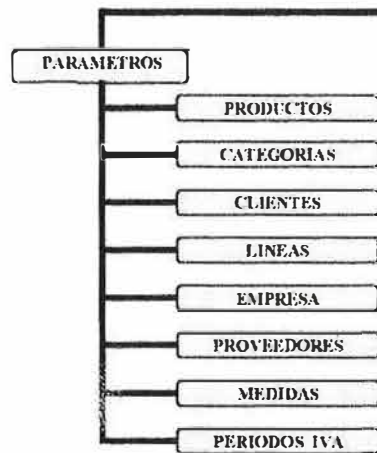 PARAMETROS
PRODUCTOS
CATEGORIAS
CLIENTES
LINEAS
EMPRESA
PROVEEDORES
MEDIDAS
PERIODOS IVA